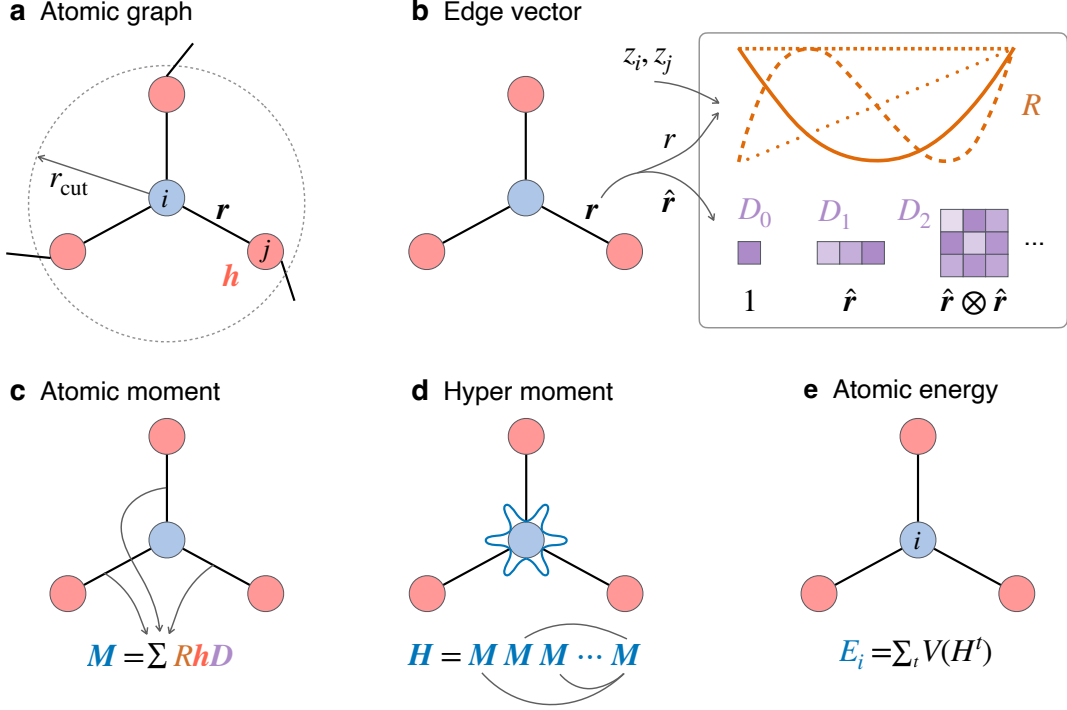 a Atomic graph
r_cut
i
r
j
h
b Edge vector
z_i, z_j
r
r
r̂
R
D_0
D_1
D_2
...
1
r̂
r̂ ⊗ r̂
c Atomic moment
M = Σ RhD
d Hyper moment
H = M M M ⋯ M
e Atomic energy
i
E_i = Σ_t V(H^t)